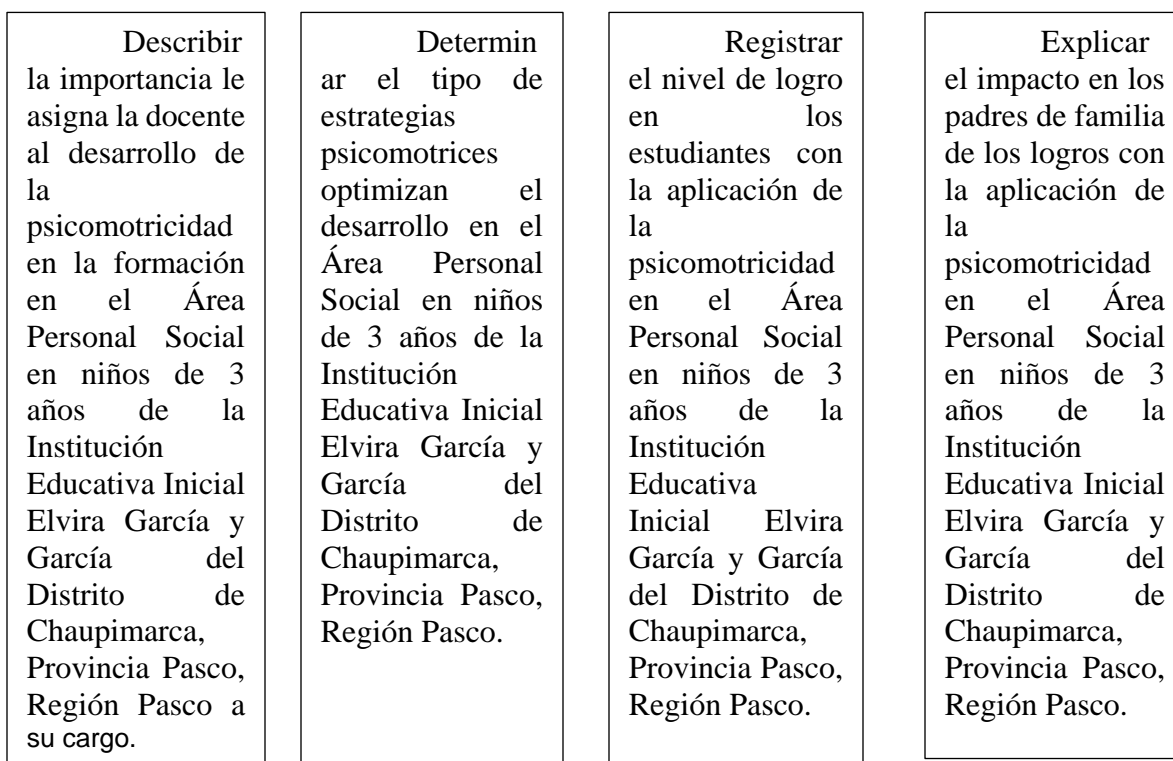 Describir
la importancia le
asigna la docente
al desarrollo de
la
psicomotricidad
en la formación
en el Área
Personal Social
en niños de 3
años de la
Institución
Educativa Inicial
Elvira García y
García del
Distrito de
Chaupimarca,
Provincia Pasco,
Región Pasco a
su cargo.
Determin
ar el tipo de
estrategias
psicomotrices
optimizan el
desarrollo en el
Área Personal
Social en niños
de 3 años de la
Institución
Educativa Inicial
Elvira García y
García del
Distrito de
Chaupimarca,
Provincia Pasco,
Región Pasco.
Registrar
el nivel de logro
en los
estudiantes con
la aplicación de
la
psicomotricidad
en el Área
Personal Social
en niños de 3
años de la
Institución
Educativa
Inicial Elvira
García y García
del Distrito de
Chaupimarca,
Provincia Pasco,
Región Pasco.
Explicar
el impacto en los
padres de familia
de los logros con
la aplicación de
la
psicomotricidad
en el Área
Personal Social
en niños de 3
años de la
Institución
Educativa Inicial
Elvira García y
García del
Distrito de
Chaupimarca,
Provincia Pasco,
Región Pasco.